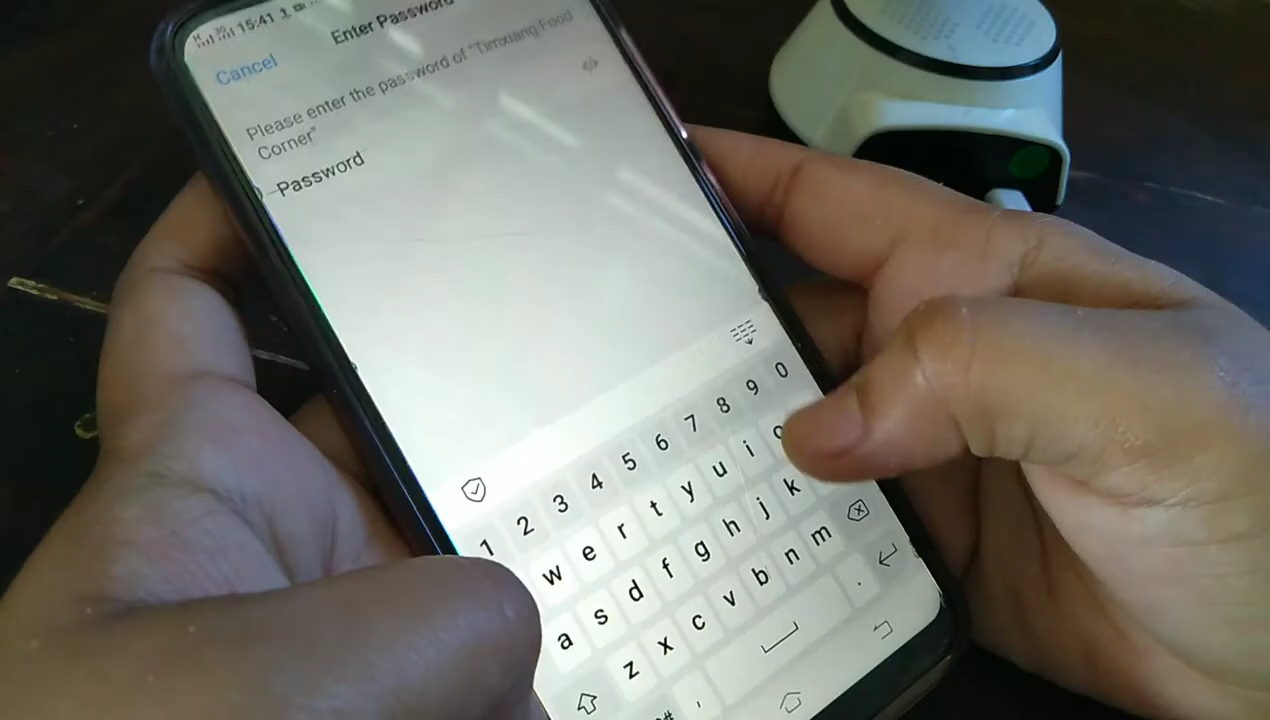 15:41
Enter Password
Cancel
Please enter the password of "Timxiang Food
Corner"
Password
1 2 3 4 5 6 7 8 9 0
w e r t y u i o
a s d f g h j k
z x c v b n m
# , .